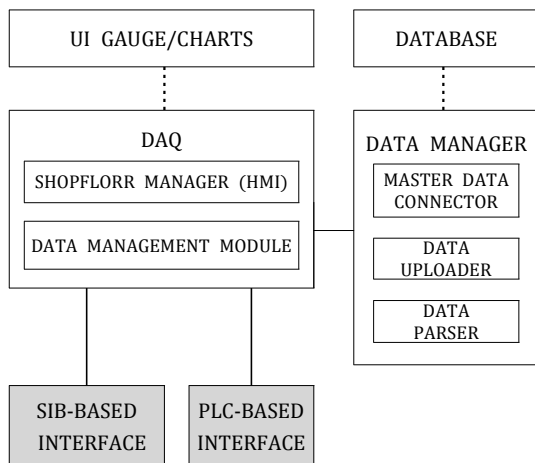 UI GAUGE/CHARTS
DATABASE
DAQ
SHOPFLORR MANAGER (HMI)
DATA MANAGEMENT MODULE
DATA MANAGER
MASTER DATA
CONNECTOR
DATA
UPLOADER
DATA
PARSER
SIB-BASED
INTERFACE
PLC-BASED
INTERFACE